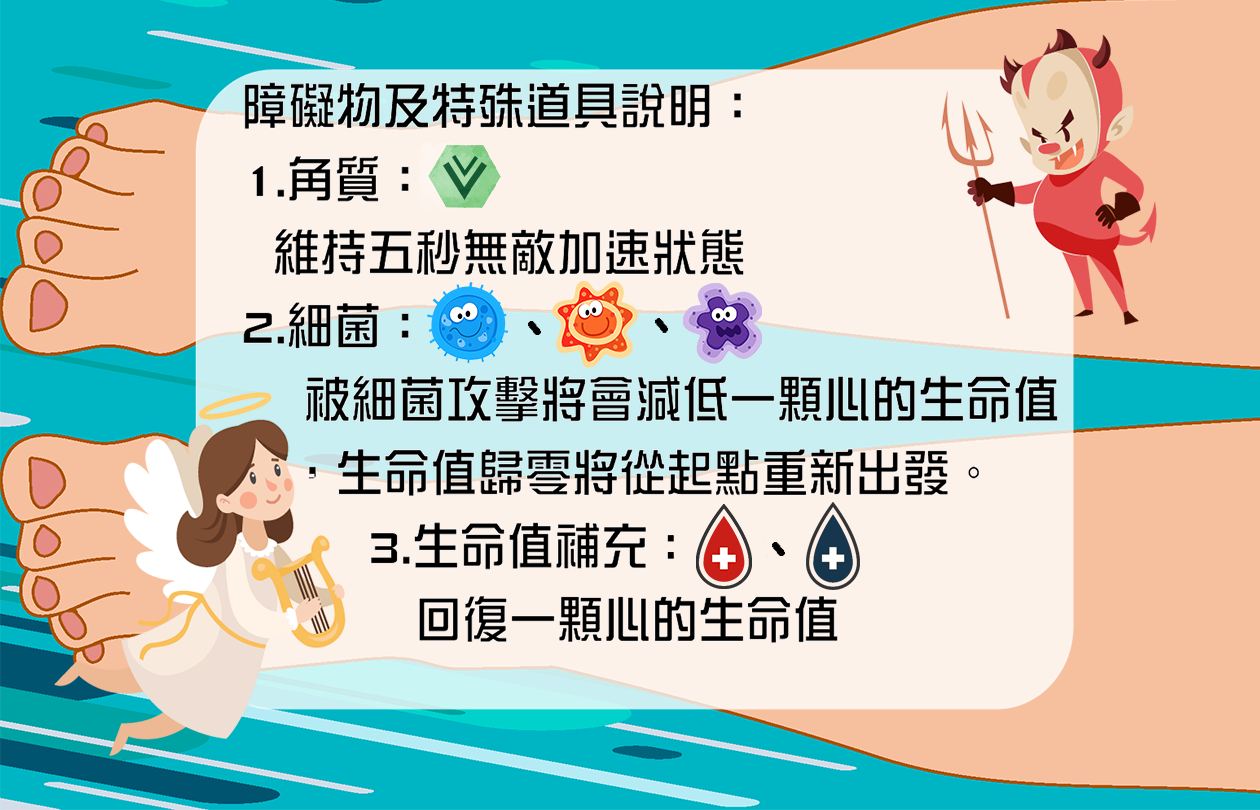 障礙物及特殊道具說明：
1.角質：
維持五秒無敵加速狀態
2.細菌：、、
被細菌攻擊將會減低一顆心的生命值
，生命值歸零將從起點重新出發。
3.生命值補充：、
回復一顆心的生命值